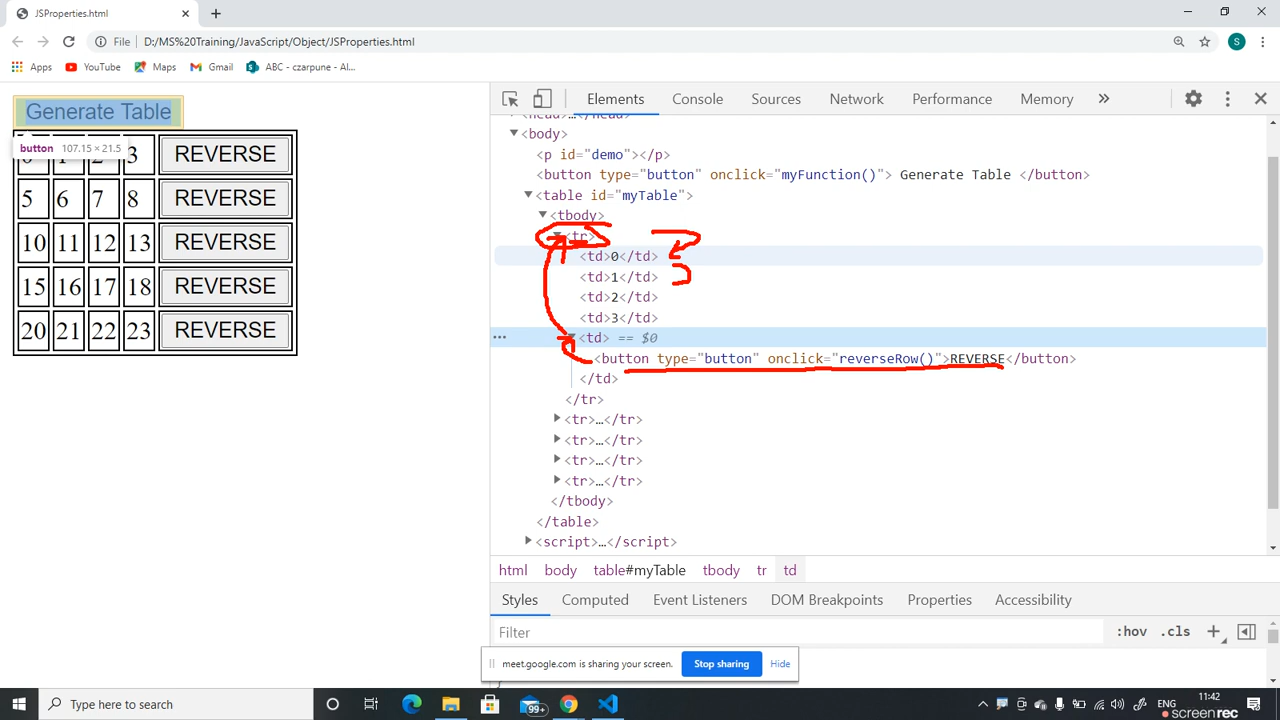 JSProperties.html
File D:/MS%20Training/JavaScript/Object/JSProperties.html S
Apps YouTube Maps Gmail ABC - czarpune - Al...
Generate Table
button 107.15 × 21.5
3 REVERSE
5 6 7 8 REVERSE
10 11 12 13 REVERSE
15 16 17 18 REVERSE
20 21 22 23 REVERSE
Elements Console Sources Network Performance Memory
<head>…</head>
<body>
<p id="demo"></p>
<button type="button" onclick="myFunction()"> Generate Table </button>
<table id="myTable">
<tbody>
<tr>
<td>0</td>
<td>1</td>
<td>2</td>
<td>3</td>
<td> == $0
<button type="button" onclick="reverseRow()">REVERSE</button>
</td>
</tr>
<tr>…</tr>
<tr>…</tr>
<tr>…</tr>
<tr>…</tr>
</tbody>
</table>
<script>…</script>
html body table#myTable tbody tr td
Styles Computed Event Listeners DOM Breakpoints Properties Accessibility
Filter :hov .cls
meet.google.com is sharing your screen. Stop sharing Hide
Type here to search 99+ ENG 11:42
screenrec